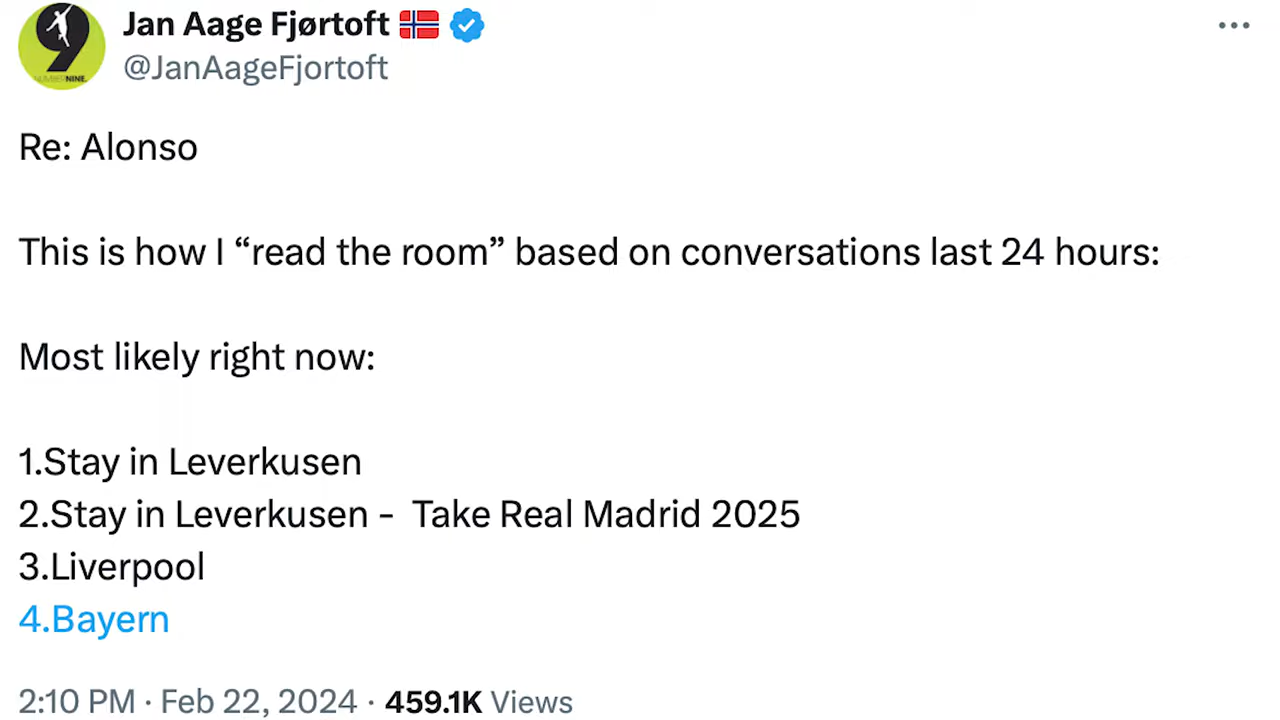 Jan Aage Fjørtoft 🇳🇴
@JanAageFjortoft
9
NUMBERNINE.
Re: Alonso
This is how I “read the room” based on conversations last 24 hours:
Most likely right now:
1.Stay in Leverkusen
2.Stay in Leverkusen -  Take Real Madrid 2025
3.Liverpool
4.Bayern
2:10 PM · Feb 22, 2024 · 459.1K Views